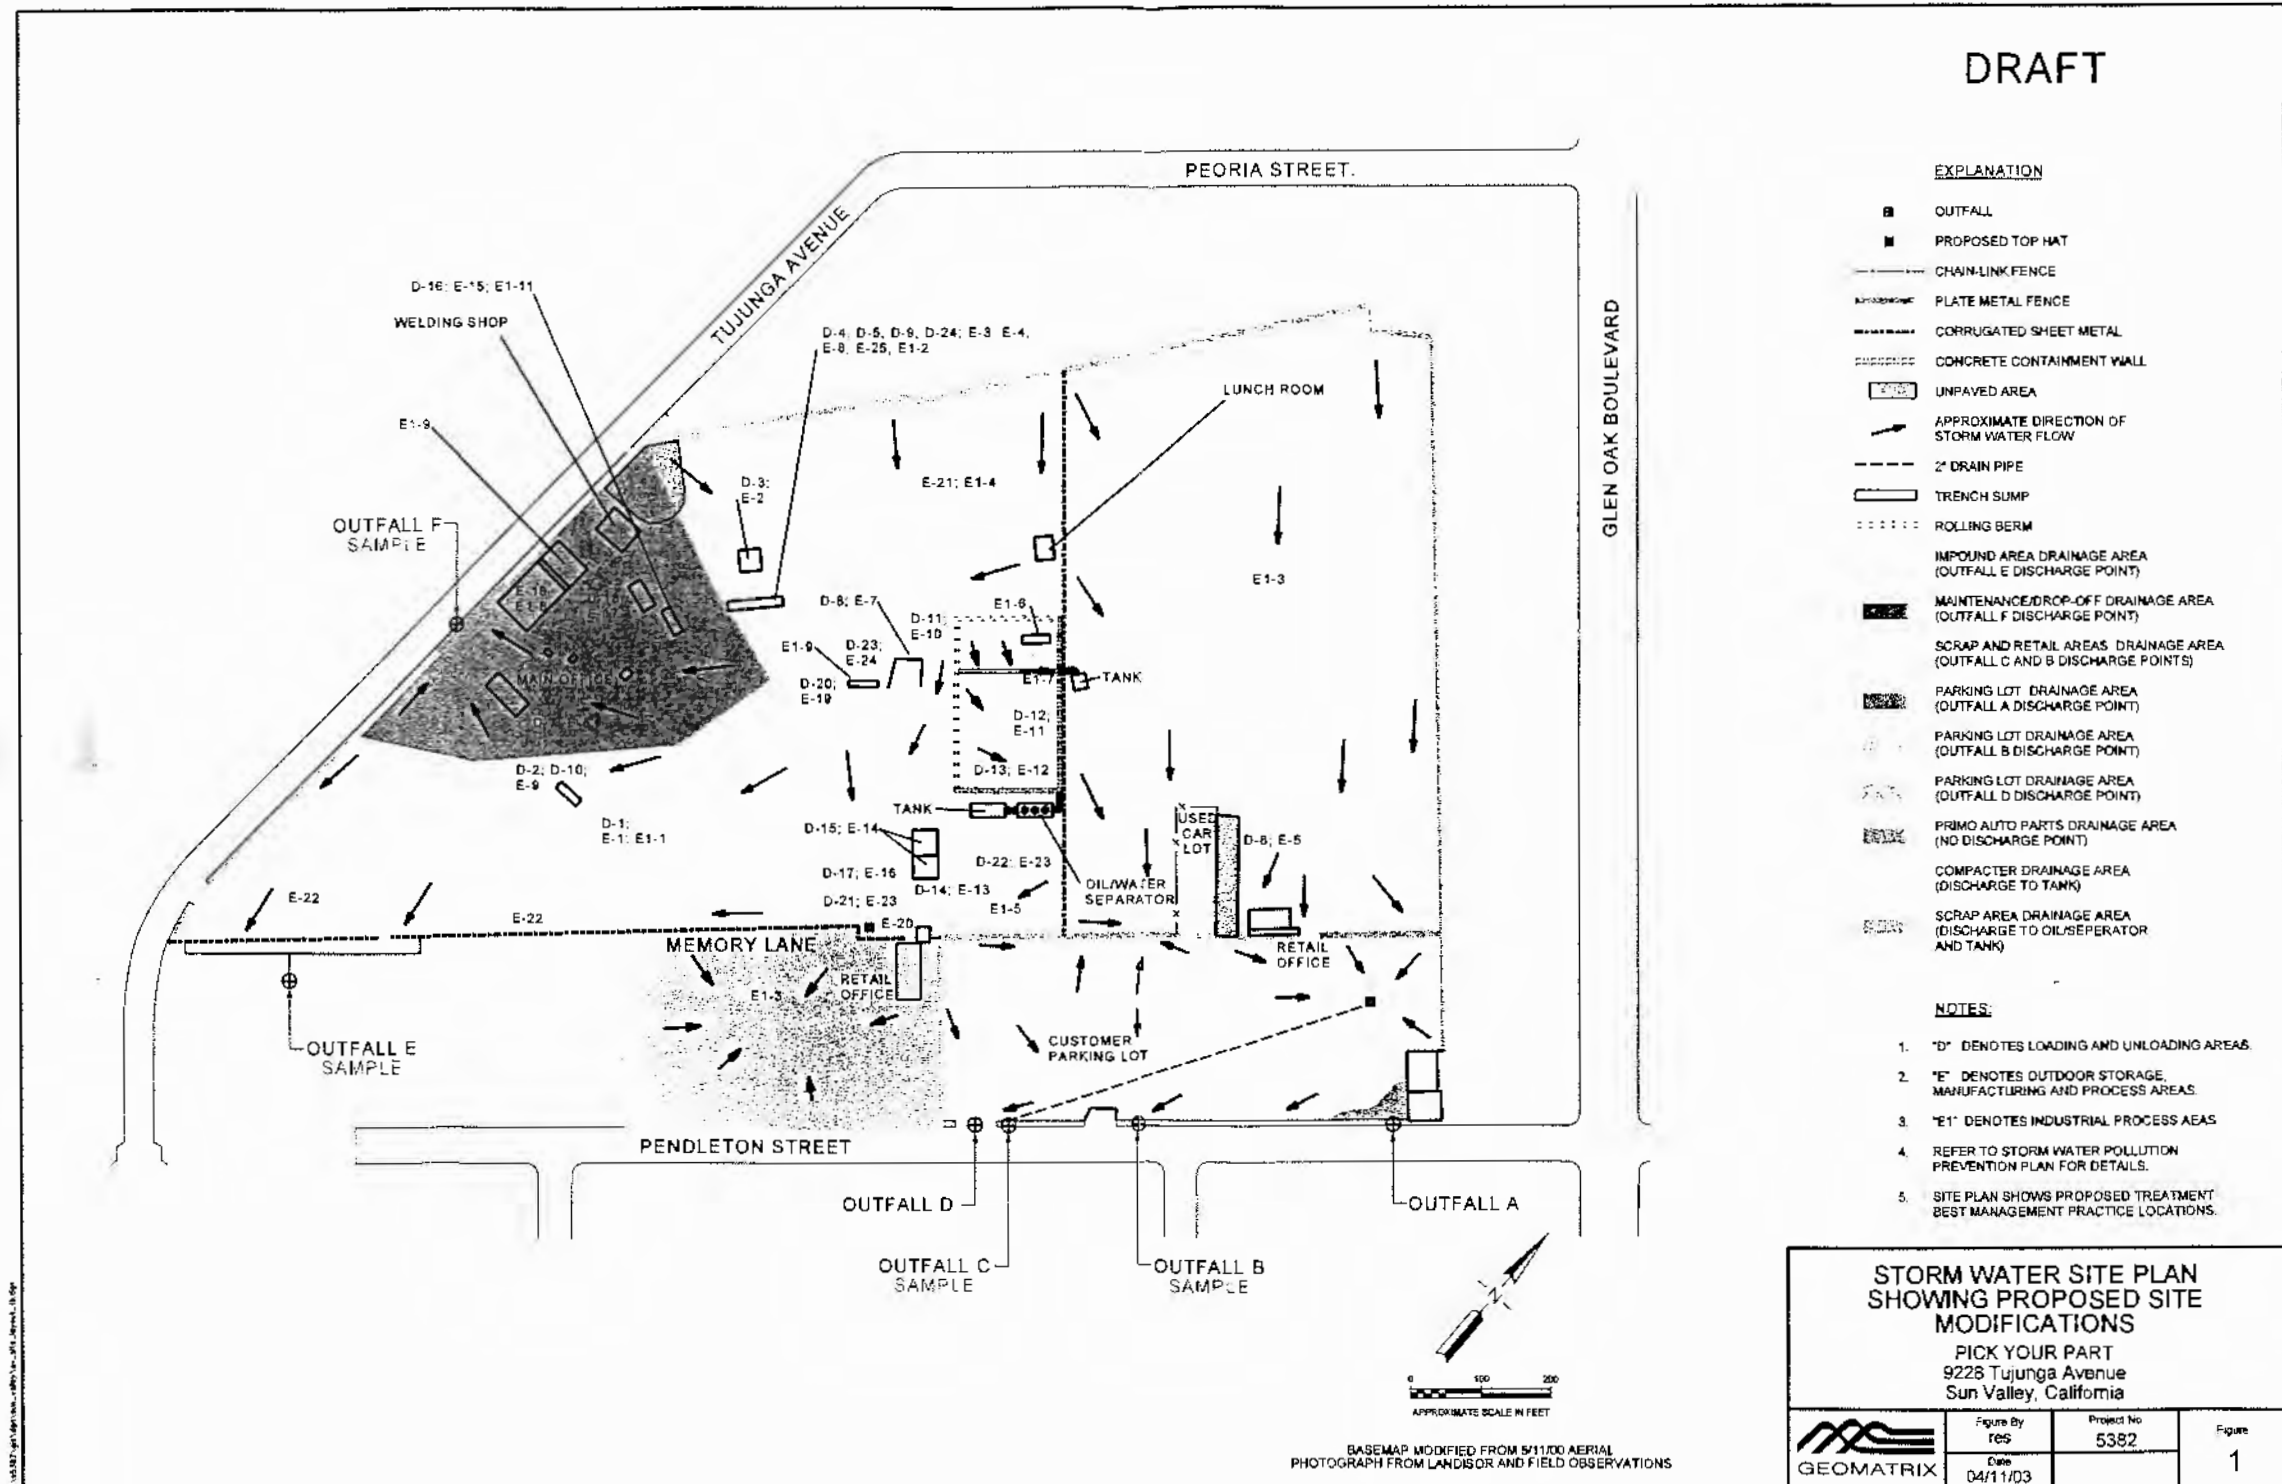 DRAFT
PEORIA STREET.
TUJUNGA AVENUE
GLEN OAK BOULEVARD
D-16; E-15; E1-11
WELDING SHOP
E1-9
D-4, D-5, D-9, D-24; E-3 E-4,
E-8, E-25, E1-2
LUNCH ROOM
D-3;
E-2
E-21; E1-4
OUTFALL F
SAMPLE
E1-3
D-8; E-7
E1-6
D-11;
E-10
E1-9
D-23;
E-24
D-20;
E-19
E1-7
TANK
MAIN OFFICE
D-12;
E-11
D-2; D-10;
E-9
D-13; E-12
D-1;
E-1; E1-1
TANK
USED
CAR
LOT
D-15; E-14
D-6; E-5
D-22; E-23
D-17; E-16
D-14; E-13
OIL/WATER
SEPARATOR
D-21; E-23
E1-5
E-22
E-22
E-20
MEMORY LANE
RETAIL
OFFICE
RETAIL
OFFICE
E1-3
CUSTOMER
PARKING LOT
OUTFALL E
SAMPLE
PENDLETON STREET
OUTFALL D
OUTFALL A
OUTFALL C
SAMPLE
OUTFALL B
SAMPLE
N
0 100 200
APPROXIMATE SCALE IN FEET
BASEMAP MODIFIED FROM 5/11/00 AERIAL
PHOTOGRAPH FROM LANDISOR AND FIELD OBSERVATIONS
EXPLANATION
OUTFALL
PROPOSED TOP HAT
CHAIN-LINK FENCE
PLATE METAL FENCE
CORRUGATED SHEET METAL
CONCRETE CONTAINMENT WALL
UNPAVED AREA
APPROXIMATE DIRECTION OF
STORM WATER FLOW
2" DRAIN PIPE
TRENCH SUMP
ROLLING BERM
IMPOUND AREA DRAINAGE AREA
(OUTFALL E DISCHARGE POINT)
MAINTENANCE/DROP-OFF DRAINAGE AREA
(OUTFALL F DISCHARGE POINT)
SCRAP AND RETAIL AREAS DRAINAGE AREA
(OUTFALL C AND B DISCHARGE POINTS)
PARKING LOT DRAINAGE AREA
(OUTFALL A DISCHARGE POINT)
PARKING LOT DRAINAGE AREA
(OUTFALL B DISCHARGE POINT)
PARKING LOT DRAINAGE AREA
(OUTFALL D DISCHARGE POINT)
PRIMO AUTO PARTS DRAINAGE AREA
(NO DISCHARGE POINT)
COMPACTER DRAINAGE AREA
(DISCHARGE TO TANK)
SCRAP AREA DRAINAGE AREA
(DISCHARGE TO OIL/SEPERATOR
AND TANK)
NOTES:
1. "D" DENOTES LOADING AND UNLOADING AREAS.
2. "E" DENOTES OUTDOOR STORAGE,
MANUFACTURING AND PROCESS AREAS.
3. "E1" DENOTES INDUSTRIAL PROCESS AEAS
4. REFER TO STORM WATER POLLUTION
PREVENTION PLAN FOR DETAILS.
5. SITE PLAN SHOWS PROPOSED TREATMENT
BEST MANAGEMENT PRACTICE LOCATIONS.
STORM WATER SITE PLAN
SHOWING PROPOSED SITE
MODIFICATIONS
PICK YOUR PART
9228 Tujunga Avenue
Sun Valley, California
GEOMATRIX
Figure By
res
Project No
5382
Date
04/11/03
Figure
1